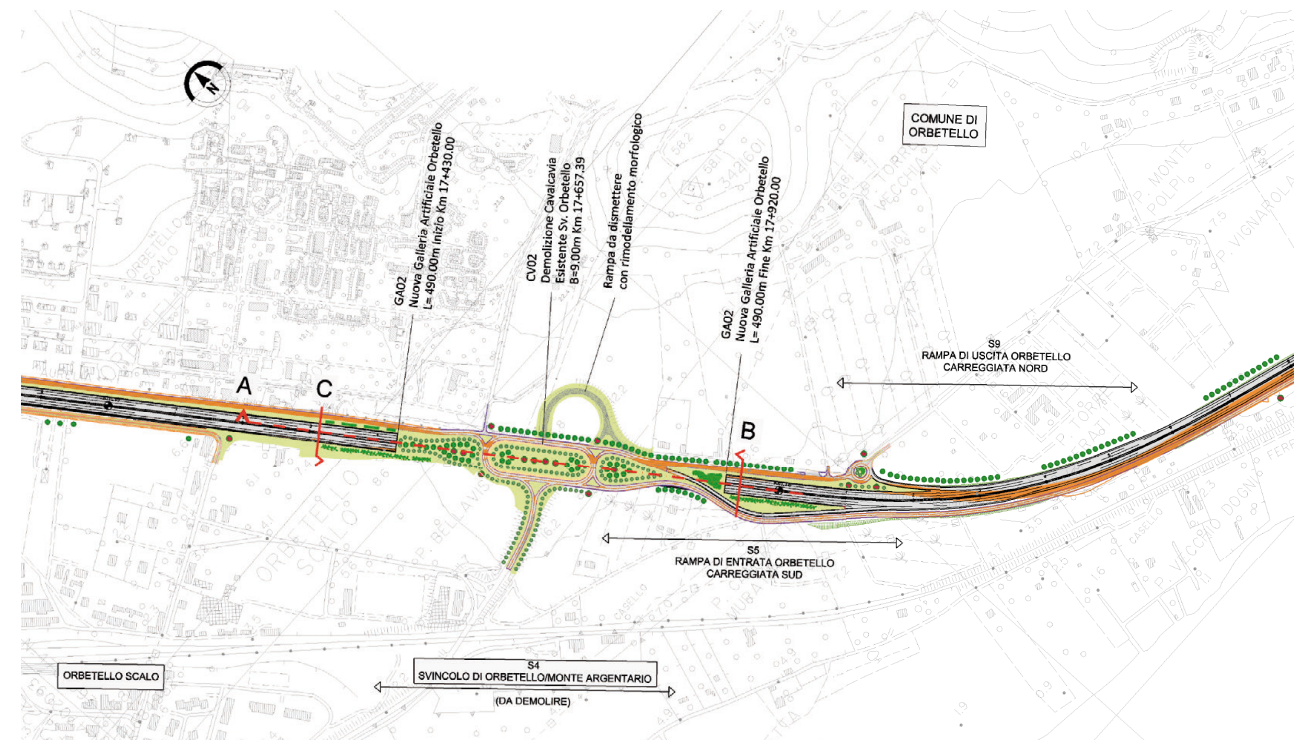 N
COMUNE DI
ORBETELLO
GA02
Nuova Galleria Artificiale Orbetello
L= 490.00m Inizio Km 17+430.00
CV02
Demolizione Cavalcavia
Esistente Sv. Orbetello
B=9.00m Km 17+657.39
Rampa da dismettere
con rimodellamento morfologico
GA02
Nuova Galleria Artificiale Orbetello
L= 490.00m Fine Km 17+920.00
S9
RAMPA DI USCITA ORBETELLO
CARREGGIATA NORD
A
C
B
S5
RAMPA DI ENTRATA ORBETELLO
CARREGGIATA SUD
ORBETELLO SCALO
S4
SVINCOLO DI ORBETELLO/MONTE ARGENTARIO
(DA DEMOLIRE)